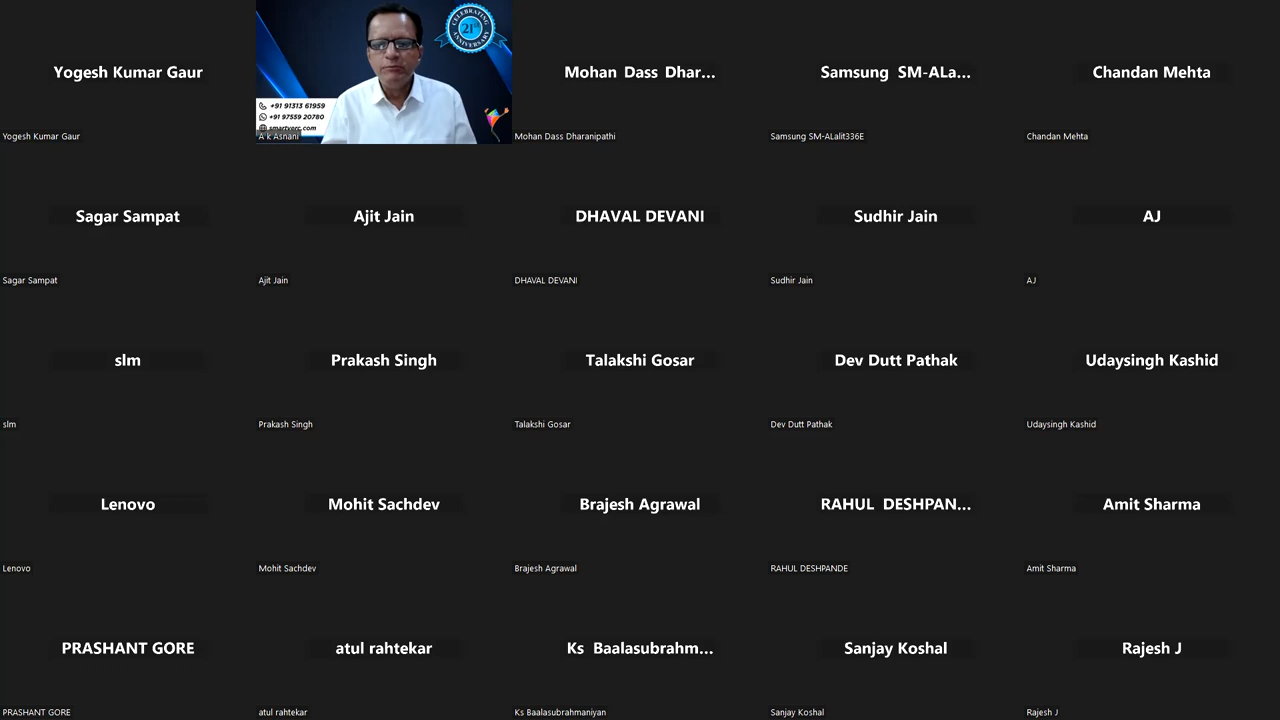 Yogesh Kumar Gaur
Yogesh Kumar Gaur
CELEBRATING
21st
ANNIVERSARY
+91 91313 61959
+91 97559 20780
A k Asnani
Mohan Dass Dhar...
Mohan Dass Dharanipathi
Samsung SM-ALa...
Samsung SM-ALalit336E
Chandan Mehta
Chandan Mehta
Sagar Sampat
Sagar Sampat
Ajit Jain
Ajit Jain
DHAVAL DEVANI
DHAVAL DEVANI
Sudhir Jain
Sudhir Jain
AJ
AJ
slm
slm
Prakash Singh
Prakash Singh
Talakshi Gosar
Talakshi Gosar
Dev Dutt Pathak
Dev Dutt Pathak
Udaysingh Kashid
Udaysingh Kashid
Lenovo
Lenovo
Mohit Sachdev
Mohit Sachdev
Brajesh Agrawal
Brajesh Agrawal
RAHUL DESHPAN...
RAHUL DESHPANDE
Amit Sharma
Amit Sharma
PRASHANT GORE
PRASHANT GORE
atul rahtekar
atul rahtekar
Ks Baalasubrahm...
Ks Baalasubrahmaniyan
Sanjay Koshal
Sanjay Koshal
Rajesh J
Rajesh J